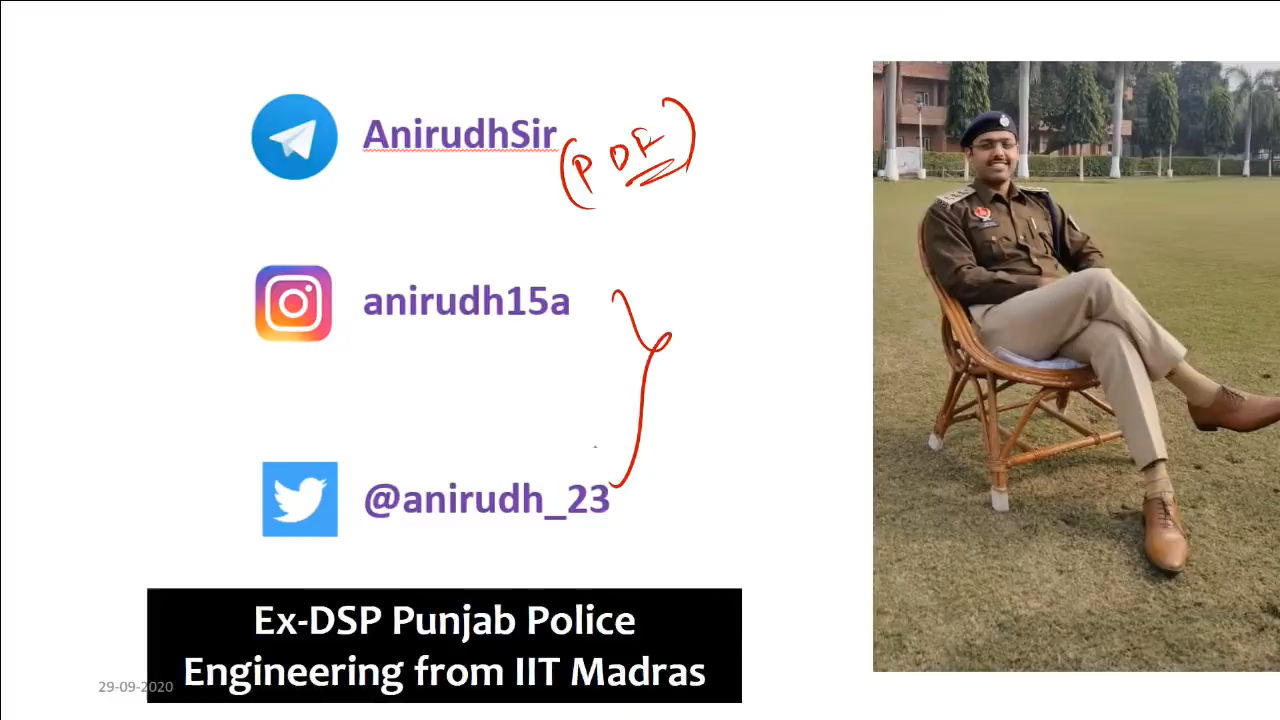 AnirudhSir
(PDF)
anirudh15a
@anirudh_23
Ex-DSP Punjab Police
Engineering from IIT Madras
29-09-2020